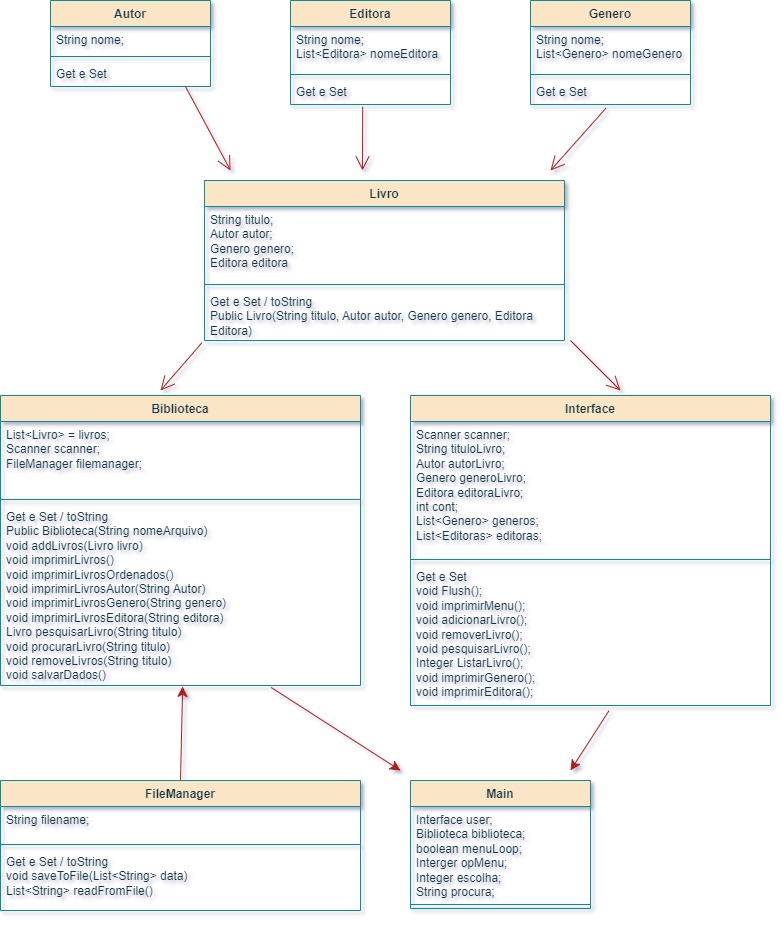 Autor
String nome;
Get e Set
Editora
String nome;
List<Editora> nomeEditora
Get e Set
Genero
String nome;
List<Genero> nomeGenero
Get e Set
Livro
String titulo;
Autor autor;
Genero genero;
Editora editora
Get e Set / toString
Public Livro(String titulo, Autor autor, Genero genero, Editora
Editora)
Biblioteca
List<Livro> = livros;
Scanner scanner;
FileManager filemanager;
Get e Set / toString
Public Biblioteca(String nomeArquivo)
void addLivros(Livro livro)
void imprimirLivros()
void imprimirLivrosOrdenados()
void imprimirLivrosAutor(String Autor)
void imprimirLivrosGenero(String genero)
void imprimirLivrosEditora(String editora)
Livro pesquisarLivro(String titulo)
void procurarLivro(String titulo)
void removeLivros(String titulo)
void salvarDados()
Interface
Scanner scanner;
String tituloLivro;
Autor autorLivro;
Genero generoLivro;
Editora editoraLivro;
int cont;
List<Genero> generos;
List<Editoras> editoras;
Get e Set
void Flush();
void imprimirMenu();
void adicionarLivro();
void removerLivro();
void pesquisarLivro();
Integer ListarLivro();
void imprimirGenero();
void imprimirEditora();
FileManager
String filename;
Get e Set / toString
void saveToFile(List<String> data)
List<String> readFromFile()
Main
Interface user;
Biblioteca biblioteca;
boolean menuLoop;
Interger opMenu;
Integer escolha;
String procura;